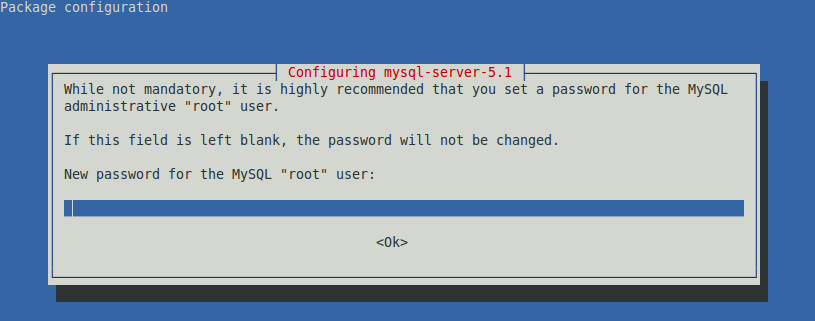 Package configuration
Configuring mysql-server-5.1
While not mandatory, it is highly recommended that you set a password for the MySQL
administrative "root" user.
If this field is left blank, the password will not be changed.
New password for the MySQL "root" user:
<Ok>